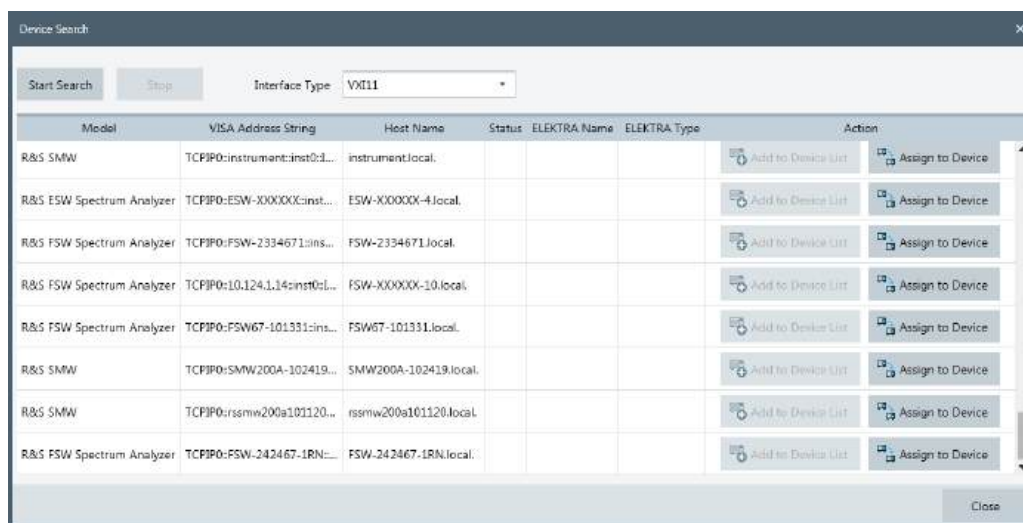 Device Search
Start Search Stop Interface Type VXI11
Model VISA Address String Host Name Status ELEKTRA Name ELEKTRA Type Action
R&S SMW TCPIP0::instrument::inst0::I... instrument.local. Add to Device List Assign to Device
R&S ESW Spectrum Analyzer TCPIP0::ESW-XXXXXX::inst... ESW-XXXXXX-4.local. Add to Device List Assign to Device
R&S FSW Spectrum Analyzer TCPIP0::FSW-2334671::ins... FSW-2334671.local. Add to Device List Assign to Device
R&S FSW Spectrum Analyzer TCPIP0::10.124.1.14::inst0::I... FSW-XXXXXX-10.local. Add to Device List Assign to Device
R&S FSW Spectrum Analyzer TCPIP0::FSW67-101331::ins... FSW67-101331.local. Add to Device List Assign to Device
R&S SMW TCPIP0::SMW200A-102419... SMW200A-102419.local. Add to Device List Assign to Device
R&S SMW TCPIP0::rssmw200a101120... rssmw200a101120.local. Add to Device List Assign to Device
R&S FSW Spectrum Analyzer TCPIP0::FSW-242467-1RN::... FSW-242467-1RN.local. Add to Device List Assign to Device
Close